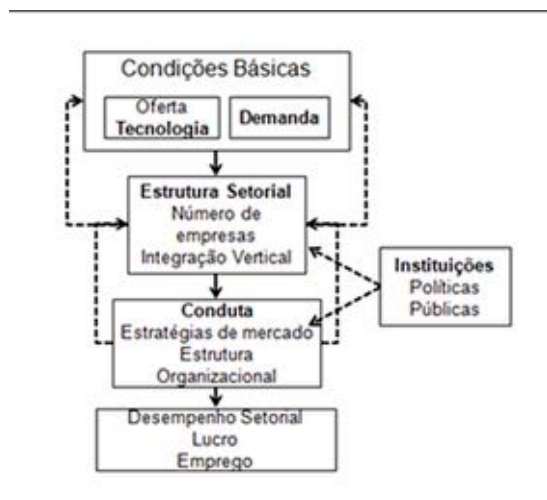 Condições Básicas
Oferta
Tecnologia
Demanda
Estrutura Setorial
Número de
empresas
Integração Vertical
Instituições
Políticas
Públicas
Conduta
Estratégias de mercado
Estrutura
Organizacional
Desempenho Setorial
Lucro
Emprego